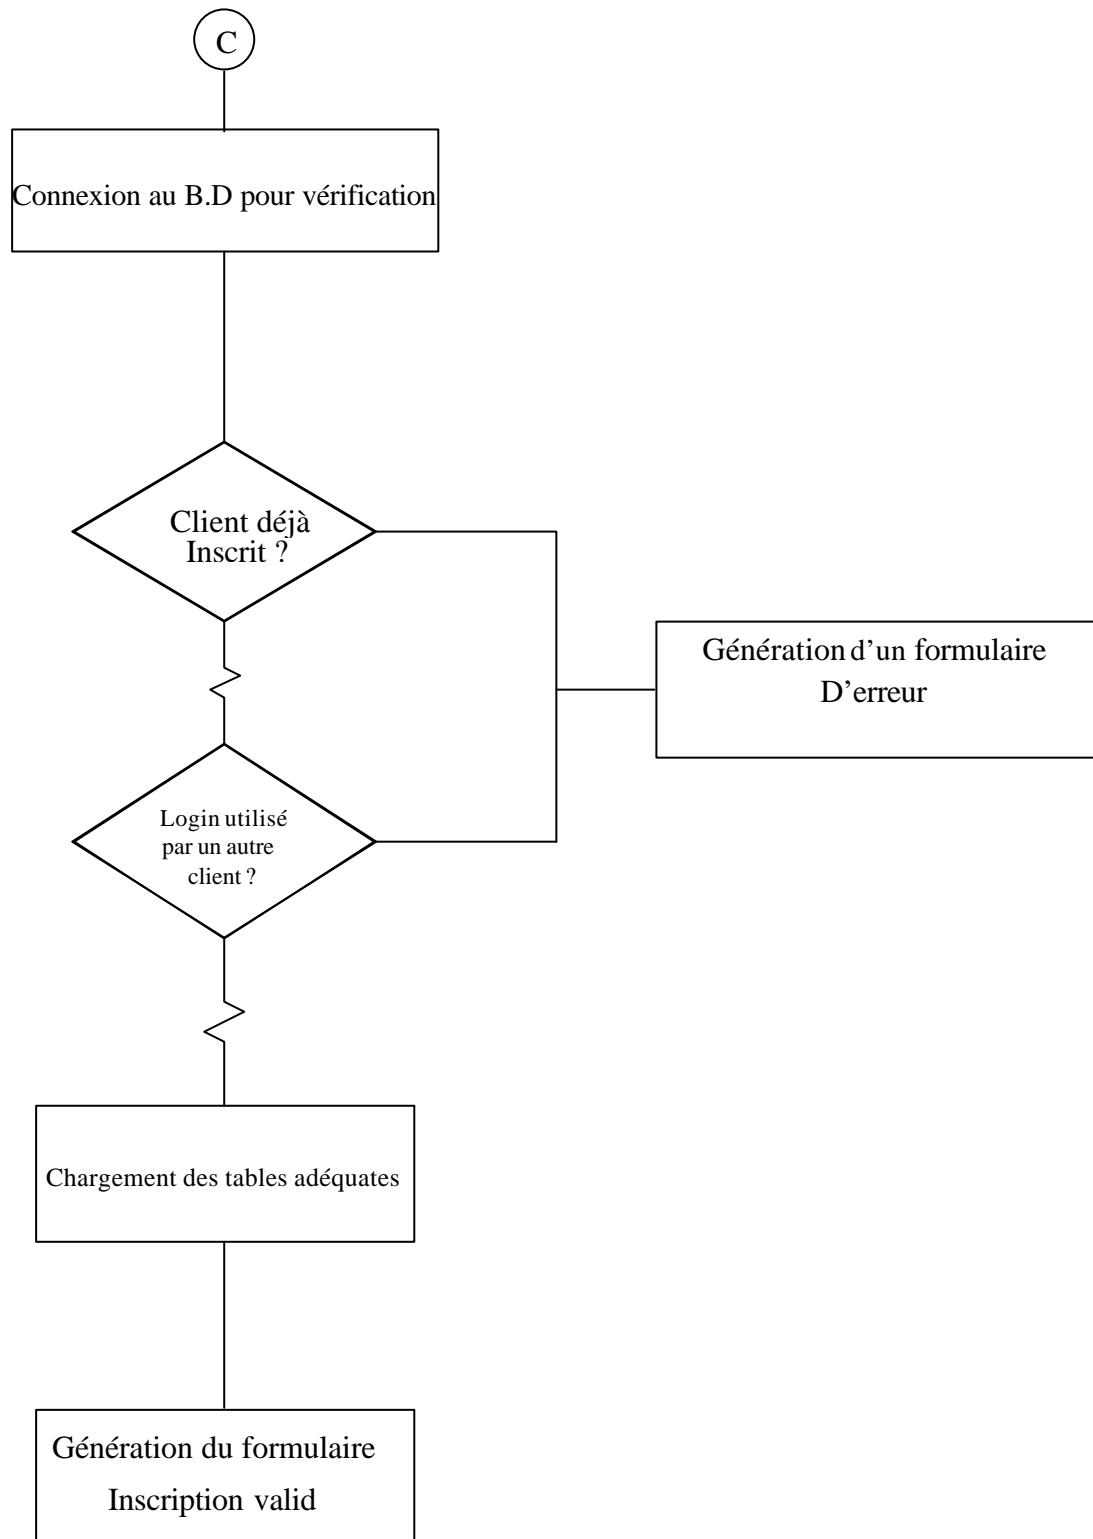 C
Connexion au B.D pour vérification
Client déjà
Inscrit ?
Génération d’un formulaire
D’erreur
Login utilisé
par un autre
client ?
Chargement des tables adéquates
Génération du formulaire
Inscription valid